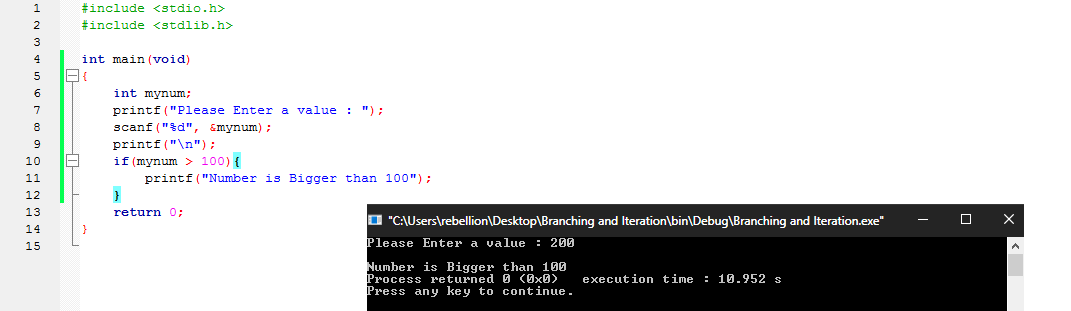 1 #include <stdio.h>
2 #include <stdlib.h>
3
4 int main(void)
5 {
6 int mynum;
7 printf("Please Enter a value : ");
8 scanf("%d", &mynum);
9 printf("\n");
10 if(mynum > 100){
11 printf("Number is Bigger than 100");
12 }
13 return 0;
14 }
15
"C:\Users\rebellion\Desktop\Branching and Iteration\bin\Debug\Branching and Iteration.exe"
Please Enter a value : 200
Number is Bigger than 100
Process returned 0 (0x0) execution time : 10.952 s
Press any key to continue.